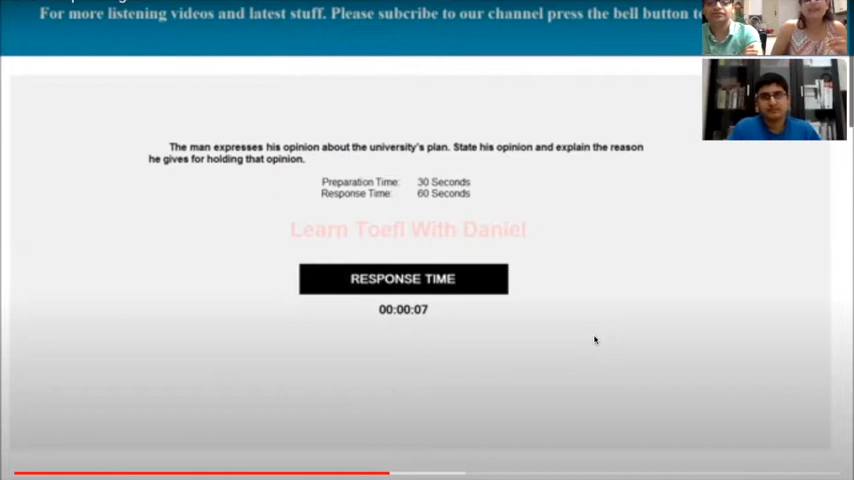 For more listening videos and latest stuff. Please subcribe to our channel press the bell button
The man expresses his opinion about the university's plan. State his opinion and explain the reason
he gives for holding that opinion.
Preparation Time: 30 Seconds
Response Time: 60 Seconds
Learn Toefl With Daniel
RESPONSE TIME
00:00:07